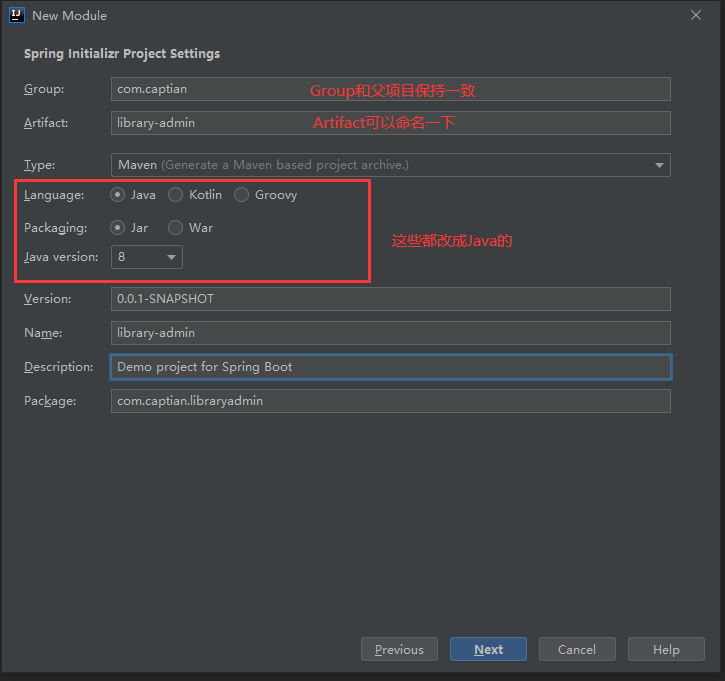 New Module
Spring Initializr Project Settings
Group: com.captian Group和父项目保持一致
Artifact: library-admin Artifact可以命名一下
Type: Maven (Generate a Maven based project archive.)
Language: Java Kotlin Groovy
Packaging: Jar War
这些都改成Java的
Java version: 8
Version: 0.0.1-SNAPSHOT
Name: library-admin
Description: Demo project for Spring Boot
Package: com.captian.libraryadmin
Previous Next Cancel Help